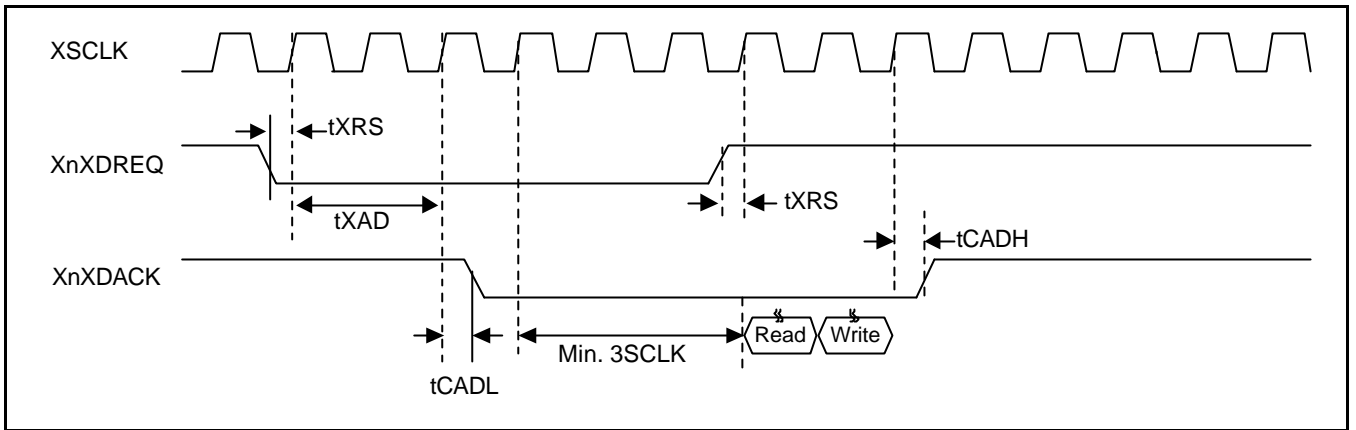 XSCLK
tXRS
XnXDREQ
tXAD
tXRS
tCADH
XnXDACK
Read Write
Min. 3SCLK
tCADL